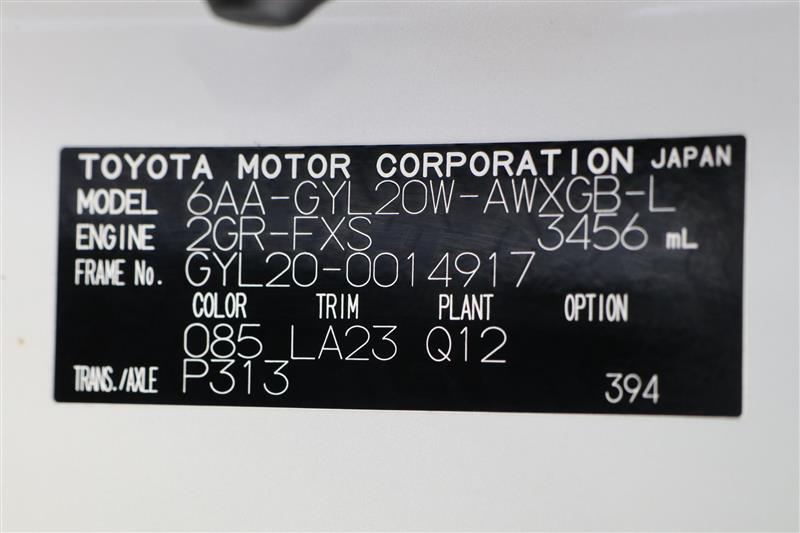 TOYOTA MOTOR CORPORATION JAPAN
MODEL 6AA-GYL20W-AWXGB-L
ENGINE 2GR-FXS 3456 mL
FRAME No. GYL20-0014917
COLOR TRIM PLANT OPTION
085 LA23 Q12
TRANS./AXLE P313 394